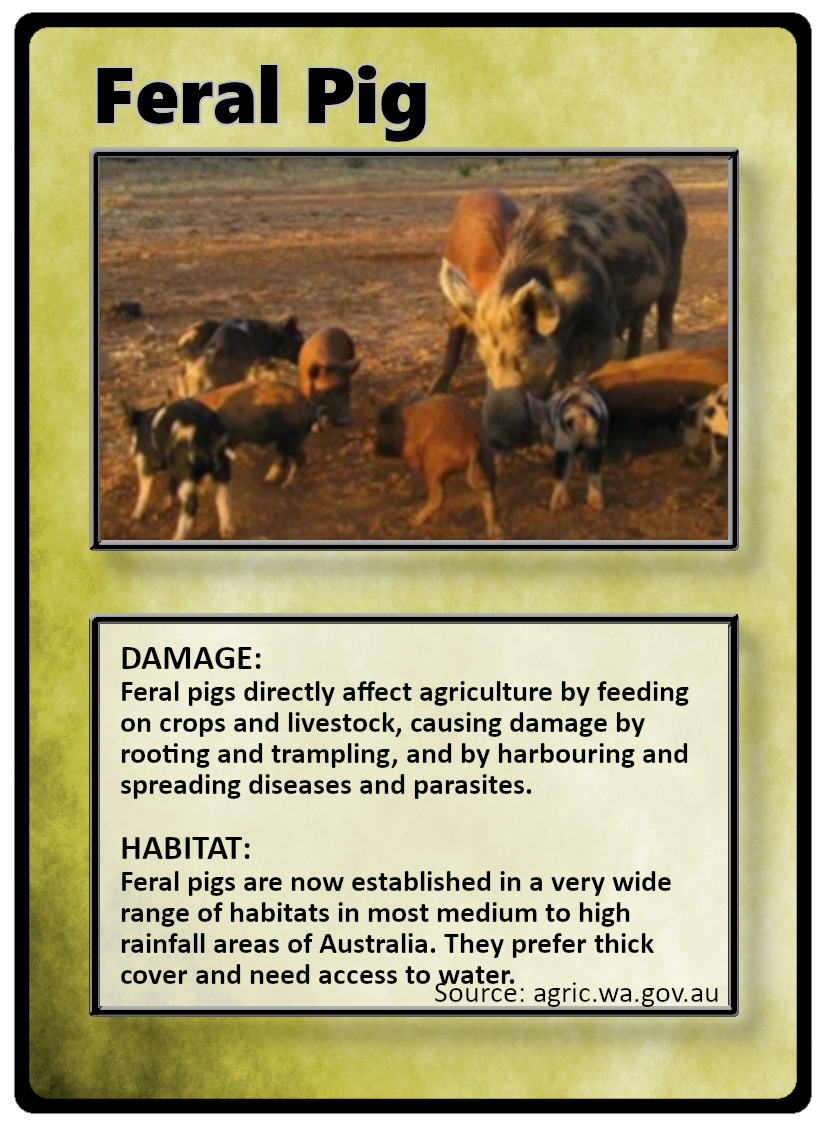 Feral Pig
DAMAGE:
Feral pigs directly affect agriculture by feeding
on crops and livestock, causing damage by
rooting and trampling, and by harbouring and
spreading diseases and parasites.
HABITAT:
Feral pigs are now established in a very wide
range of habitats in most medium to high
rainfall areas of Australia. They prefer thick
cover and need access to water.
Source: agric.wa.gov.au